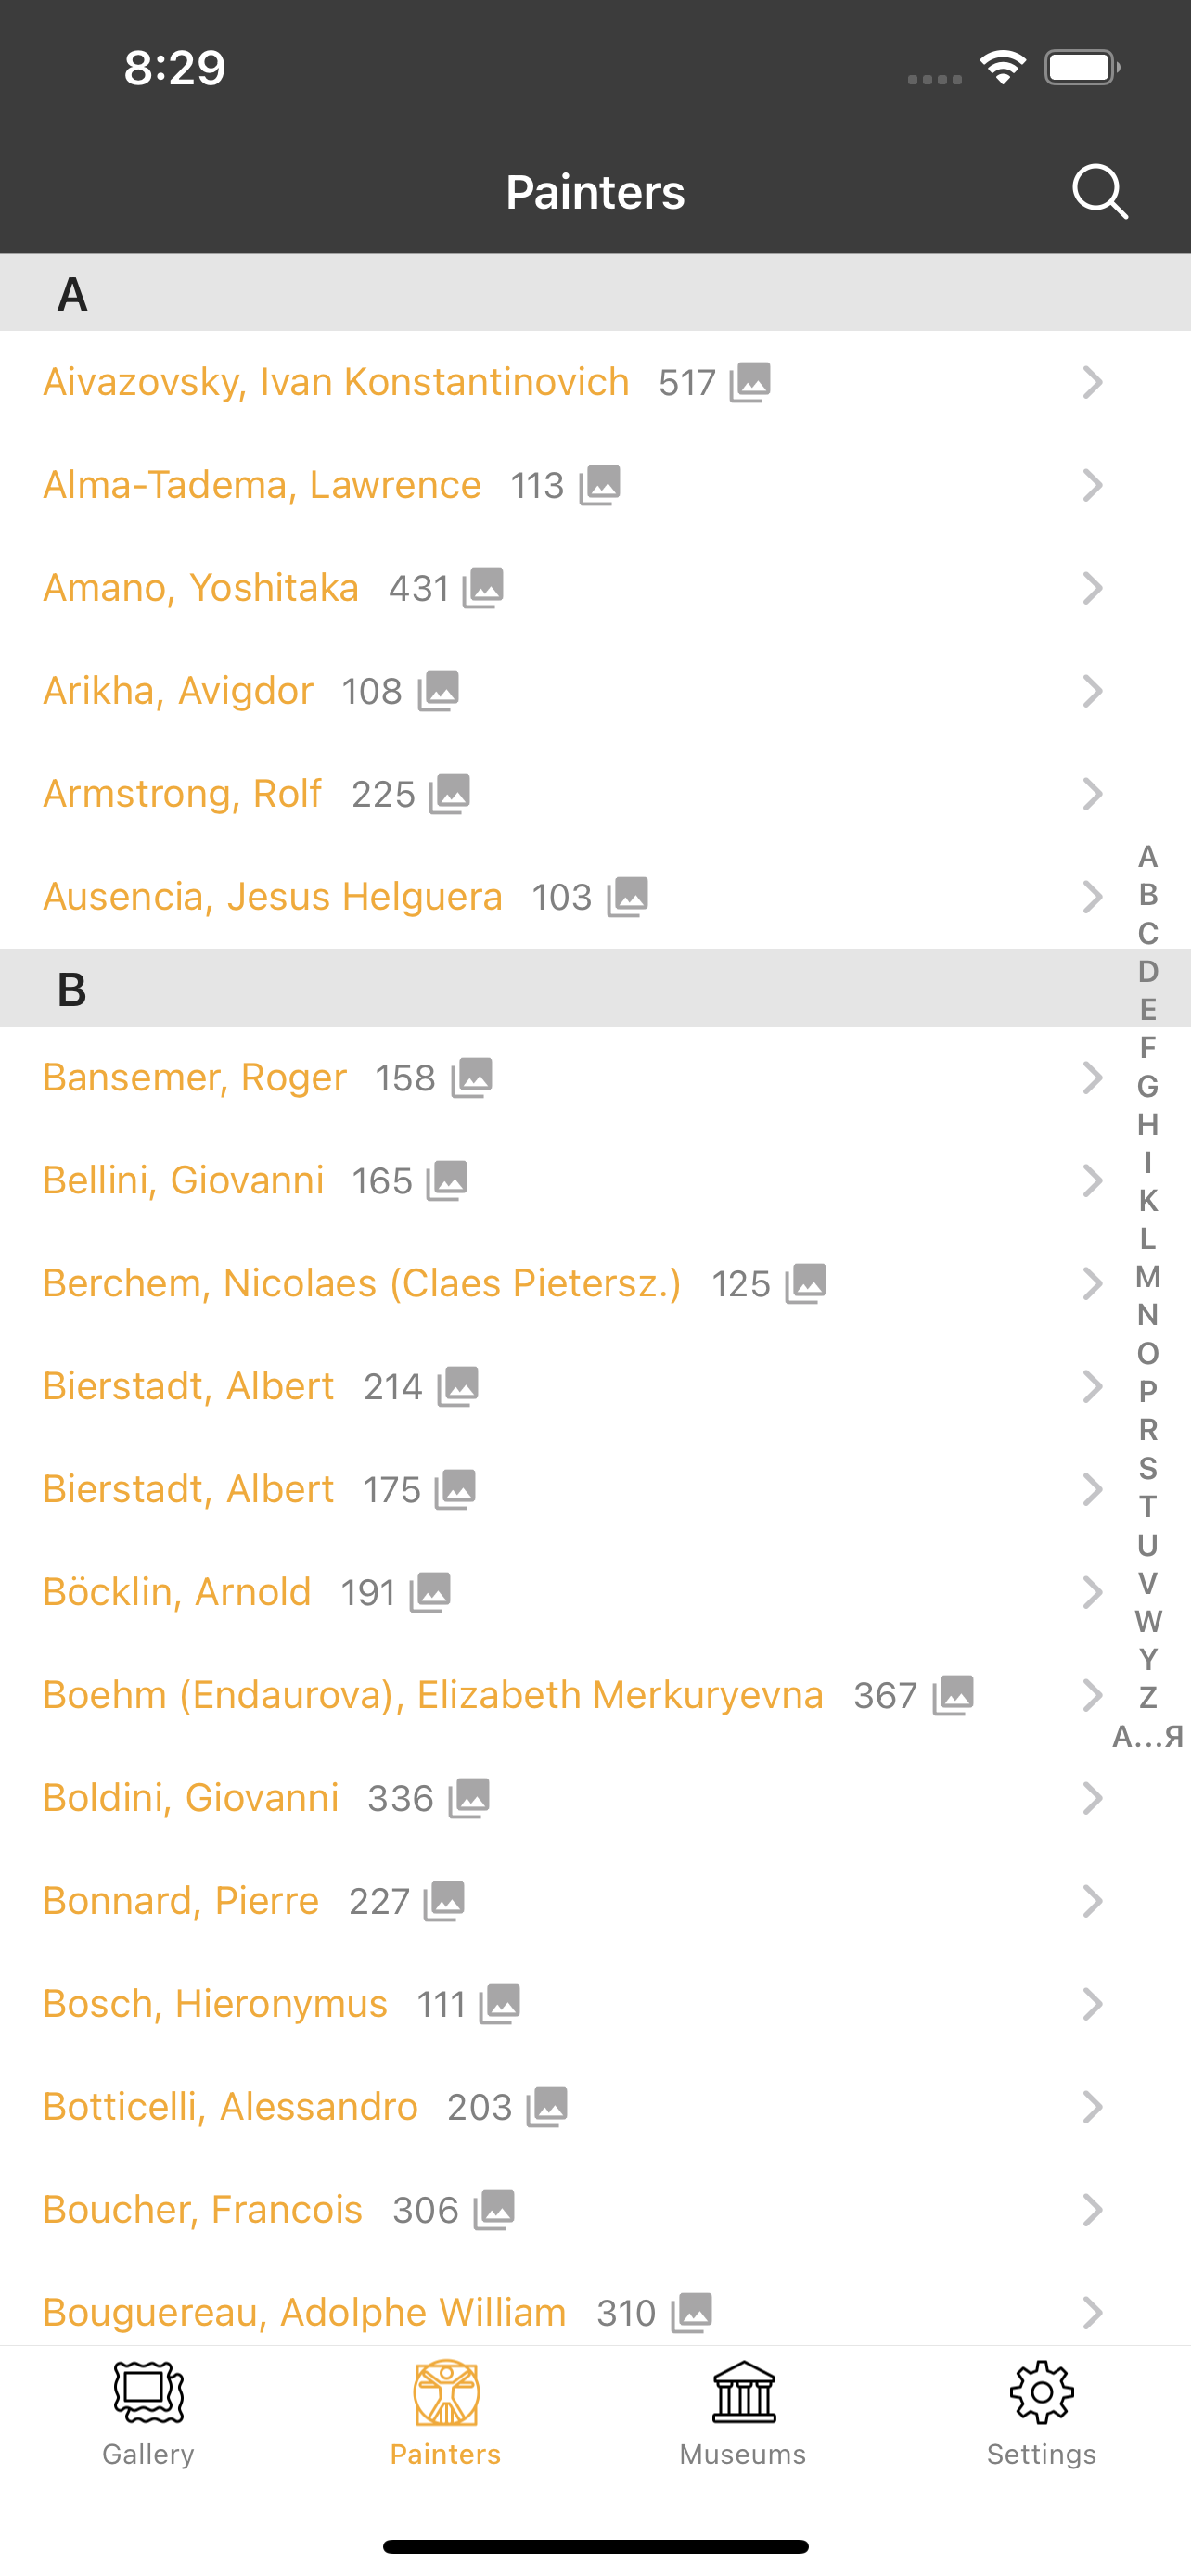 8:29
Painters
A
Aivazovsky, Ivan Konstantinovich 517
Alma-Tadema, Lawrence 113
Amano, Yoshitaka 431
Arikha, Avigdor 108
Armstrong, Rolf 225
Ausencia, Jesus Helguera 103
B
Bansemer, Roger 158
Bellini, Giovanni 165
Berchem, Nicolaes (Claes Pietersz.) 125
Bierstadt, Albert 214
Bierstadt, Albert 175
Böcklin, Arnold 191
Boehm (Endaurova), Elizabeth Merkuryevna 367
Boldini, Giovanni 336
Bonnard, Pierre 227
Bosch, Hieronymus 111
Botticelli, Alessandro 203
Boucher, Francois 306
Bouguereau, Adolphe William 310
A
B
C
D
E
F
G
H
I
K
L
M
N
O
P
R
S
T
U
V
W
Y
Z
А...Я
Gallery
Painters
Museums
Settings